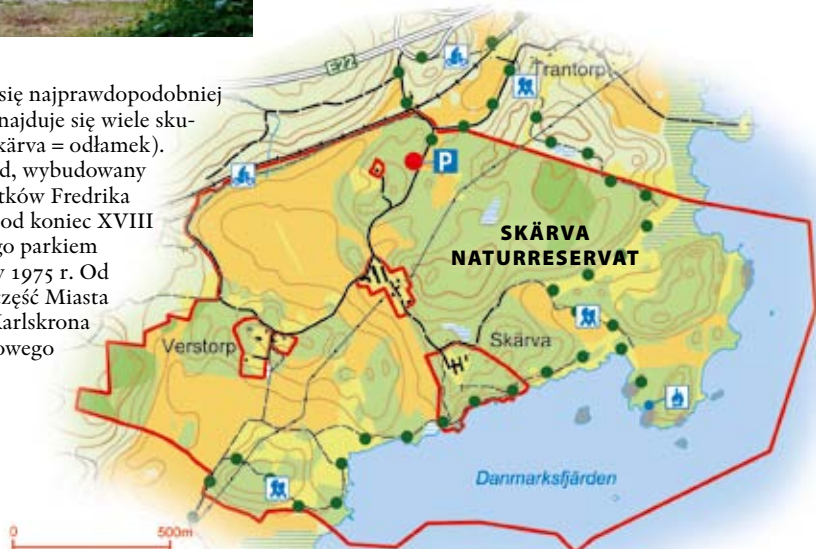 się najprawdopodobniej
najduje się wiele sku-
kärva = odłamek).
d, wybudowany
tków Fredrika
od koniec XVIII
go parkiem
w 1975 r. Od
część Miasta
Karlskrona
owego
E22
Trantorp
P
SKÄRVA
NATURRESERVAT
Verstorp
Skärva
Danmarksfjärden
0 500m